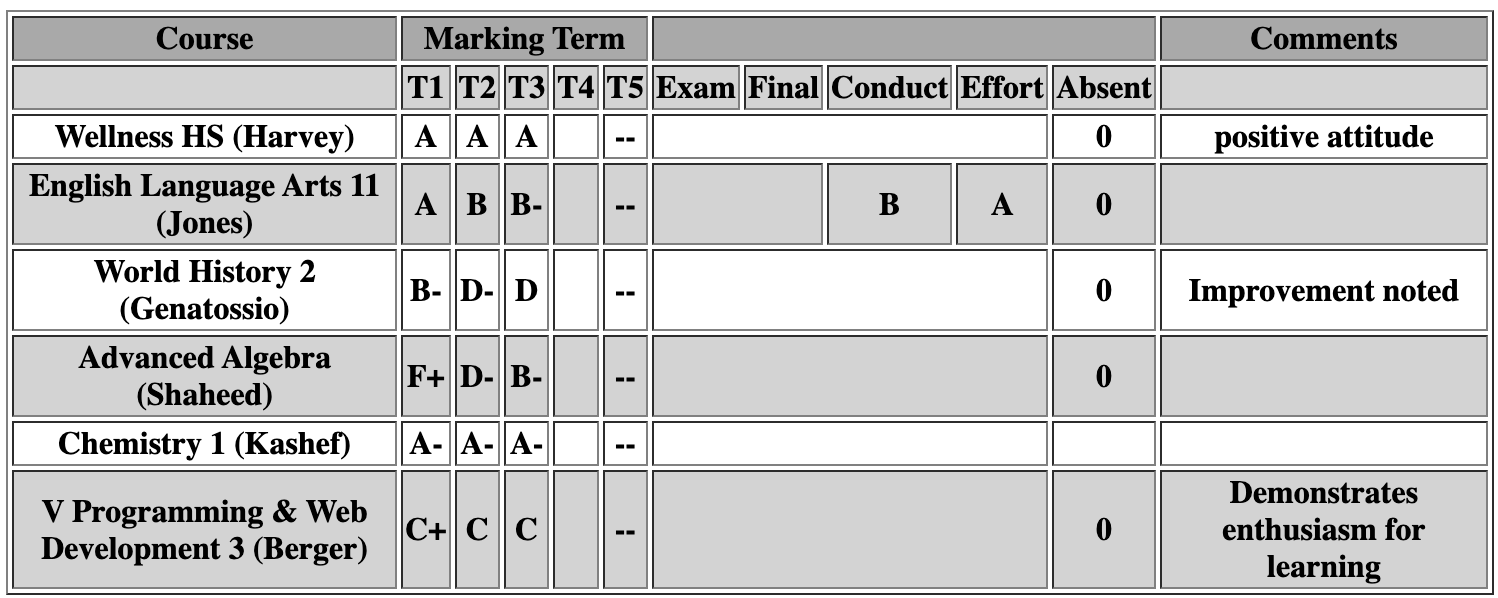 Course Marking Term Comments
T1 T2 T3 T4 T5 Exam Final Conduct Effort Absent
Wellness HS (Harvey) A A A -- 0 positive attitude
English Language Arts 11
(Jones) A B B- -- B A 0
World History 2
(Genatossio) B- D- D -- 0 Improvement noted
Advanced Algebra
(Shaheed) F+ D- B- -- 0
Chemistry 1 (Kashef) A- A- A- --
V Programming & Web
Development 3 (Berger) C+ C C -- 0 Demonstrates
enthusiasm for
learning